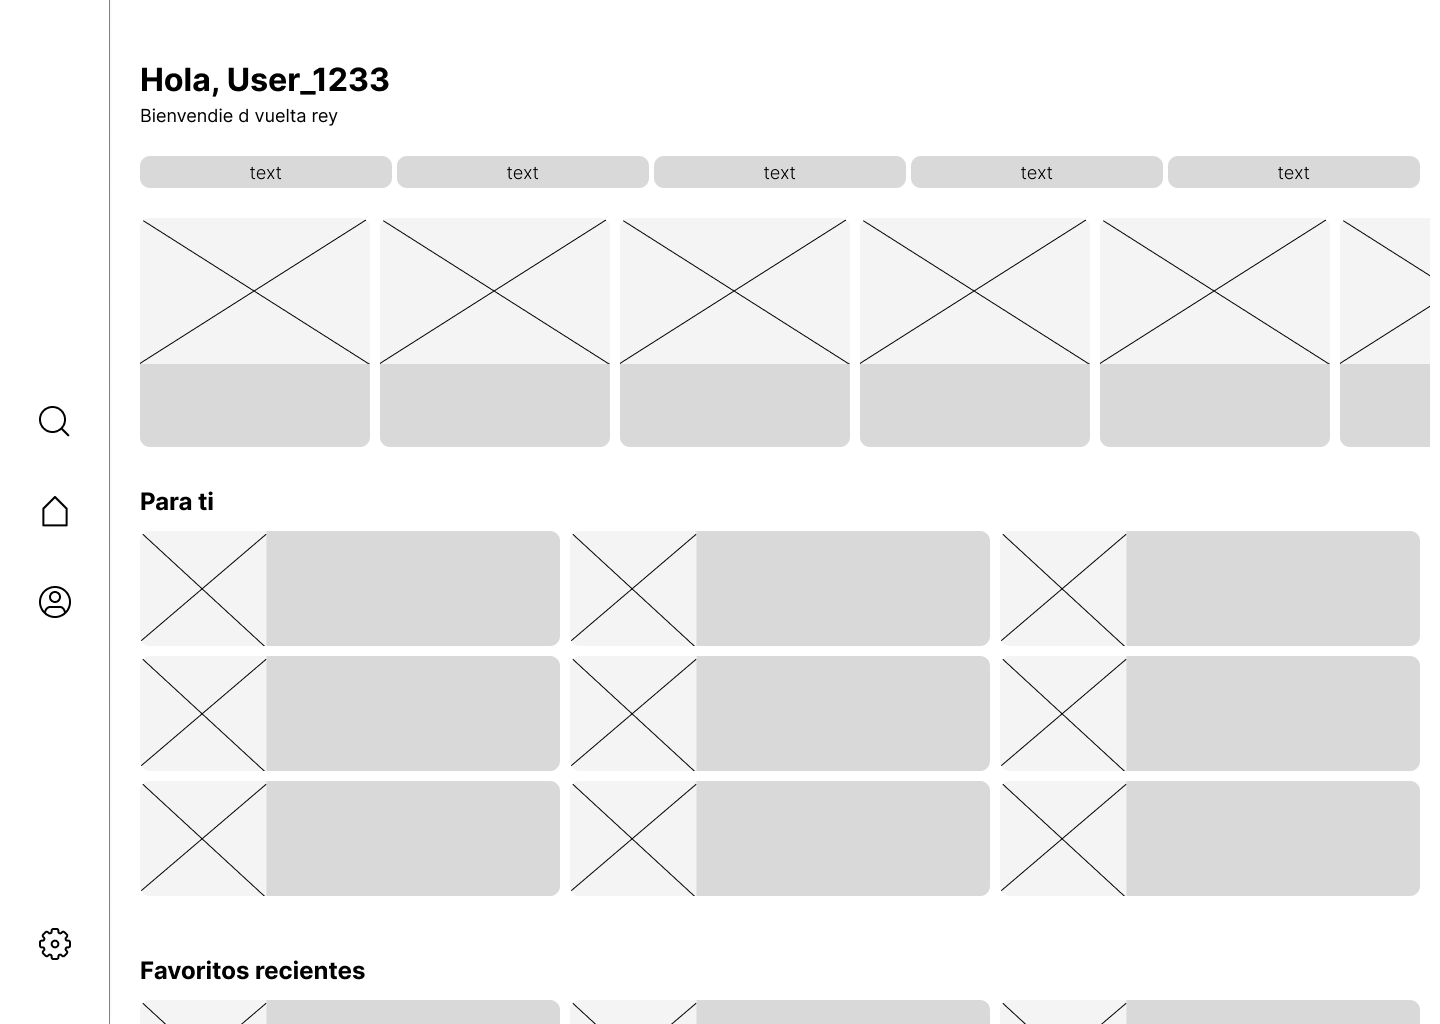 Hola, User_1233
Bienvendie d vuelta rey
text
text
text
text
text
Para ti
Favoritos recientes